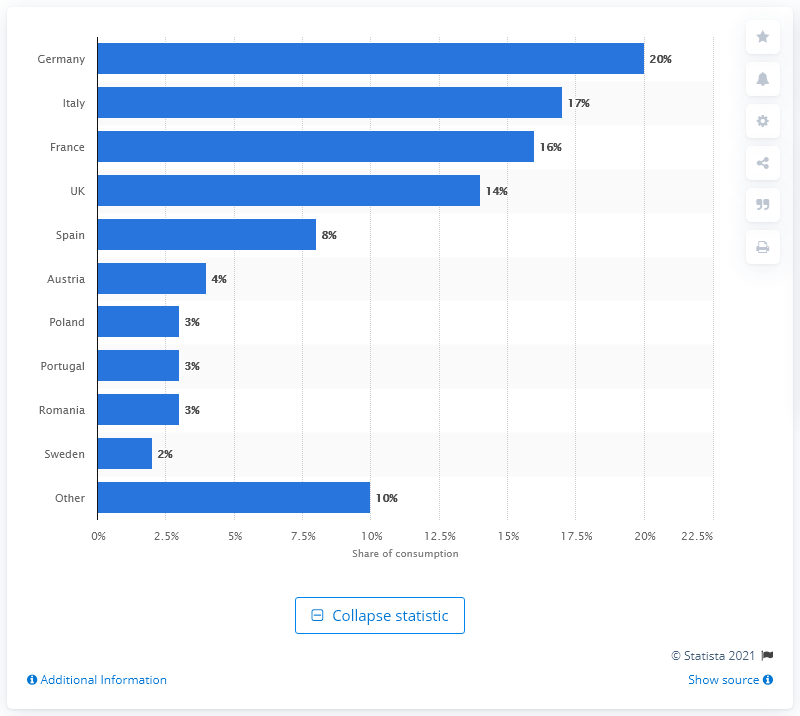 Germany 20%
Italy 17%
France 16%
UK 14%
Spain 8%
Austria 4%
Poland 3%
Portugal 3%
Romania 3%
Sweden 2%
Other 10%
0% 2.5% 5% 7.5% 10% 12.5% 15% 17.5% 20% 22.5%
Share of consumption
Collapse statistic
© Statista 2021
Additional Information Show source